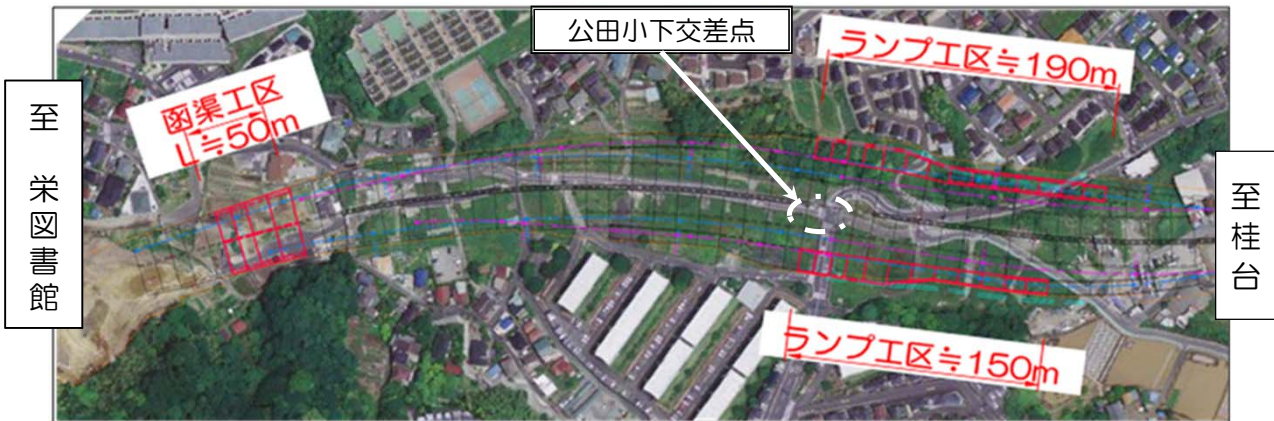 公田小下交差点
ランプ工区≒190m
函渠工区
L≒50m
至 栄図書館
至桂台
ランプ工区≒150m